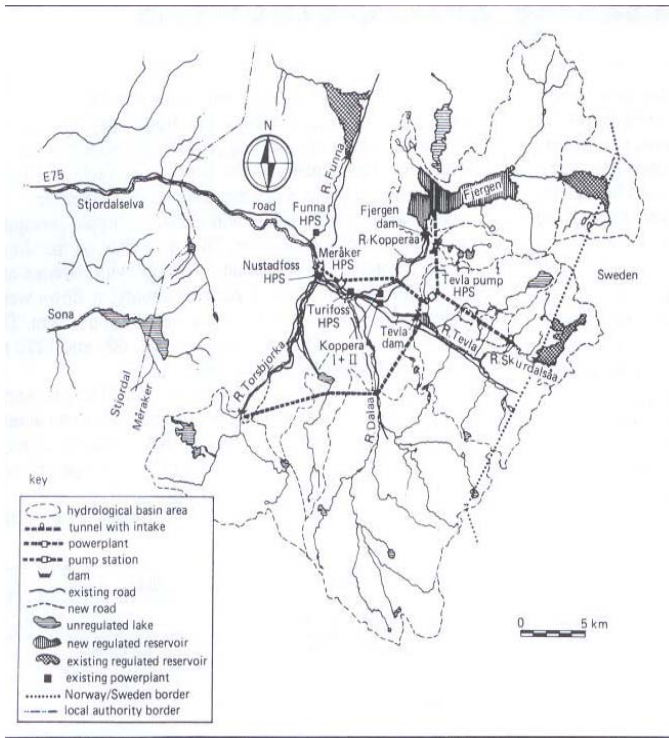 N
E75
Stjordalselva
road
R. Funna
Funna
HPS
Fjergen
Fjergen
dam
R. Kopperaa
Meråker
HPS
Nustadfoss
HPS
Tevla pump
HPS
Sweden
Turifoss
HPS
Sona
Koppera
I + II
Tevla
dam
R. Tevla
R. Skurdalsåa
Stjordal
Meraker
R. Torsbjorka
R. Dalaa
key
hydrological basin area
tunnel with intake
powerplant
pump station
dam
existing road
new road
unregulated lake
new regulated reservoir
existing regulated reservoir
existing powerplant
Norway/Sweden border
local authority border
0 5 km